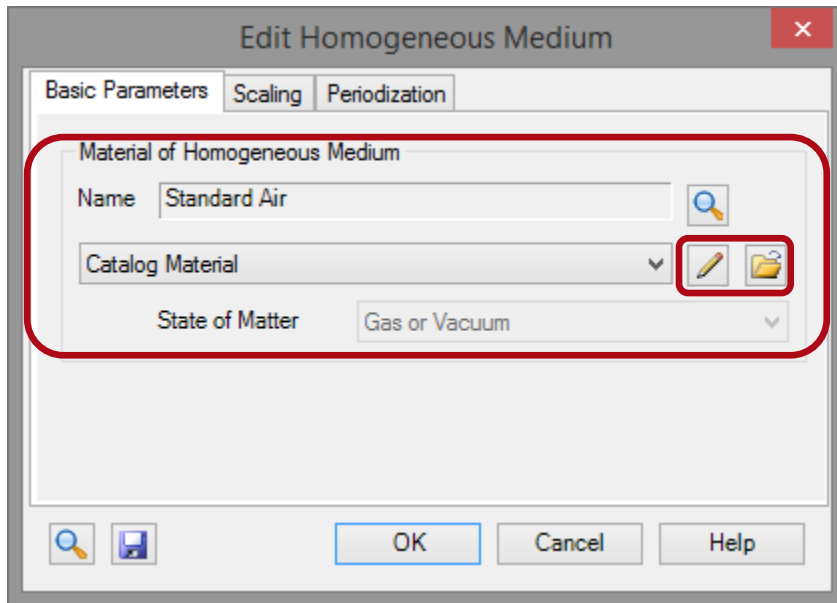 Edit Homogeneous Medium
Basic Parameters Scaling Periodization
Material of Homogeneous Medium
Name Standard Air
Catalog Material
State of Matter Gas or Vacuum
OK Cancel Help